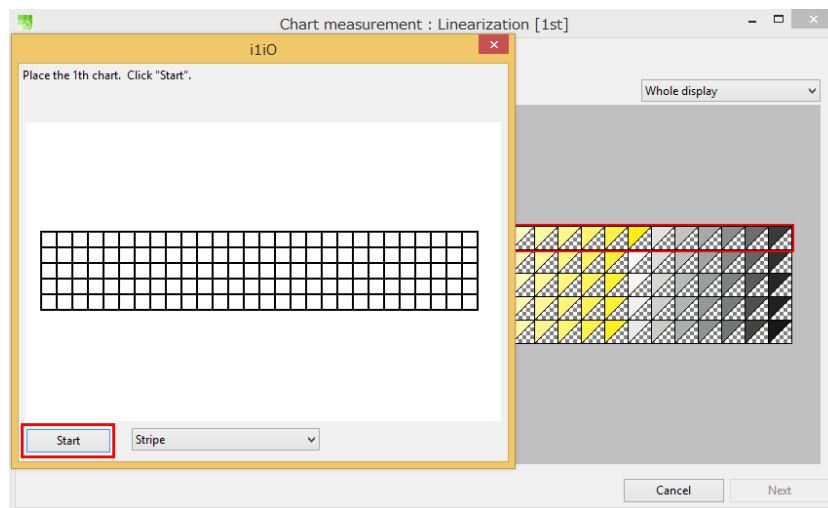 Chart measurement : Linearization [1st]
i1iO
Place the 1th chart. Click "Start".
Whole display
Start
Stripe
Cancel
Next